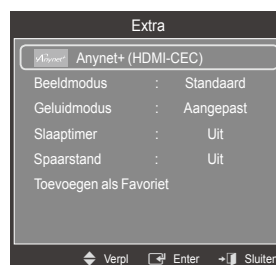 Extra
Anynet+ Anynet+ (HDMI-CEC)
Beeldmodus : Standaard
Geluidmodus : Aangepast
Slaaptimer : Uit
Spaarstand : Uit
Toevoegen als Favoriet
Verpl Enter Sluiten